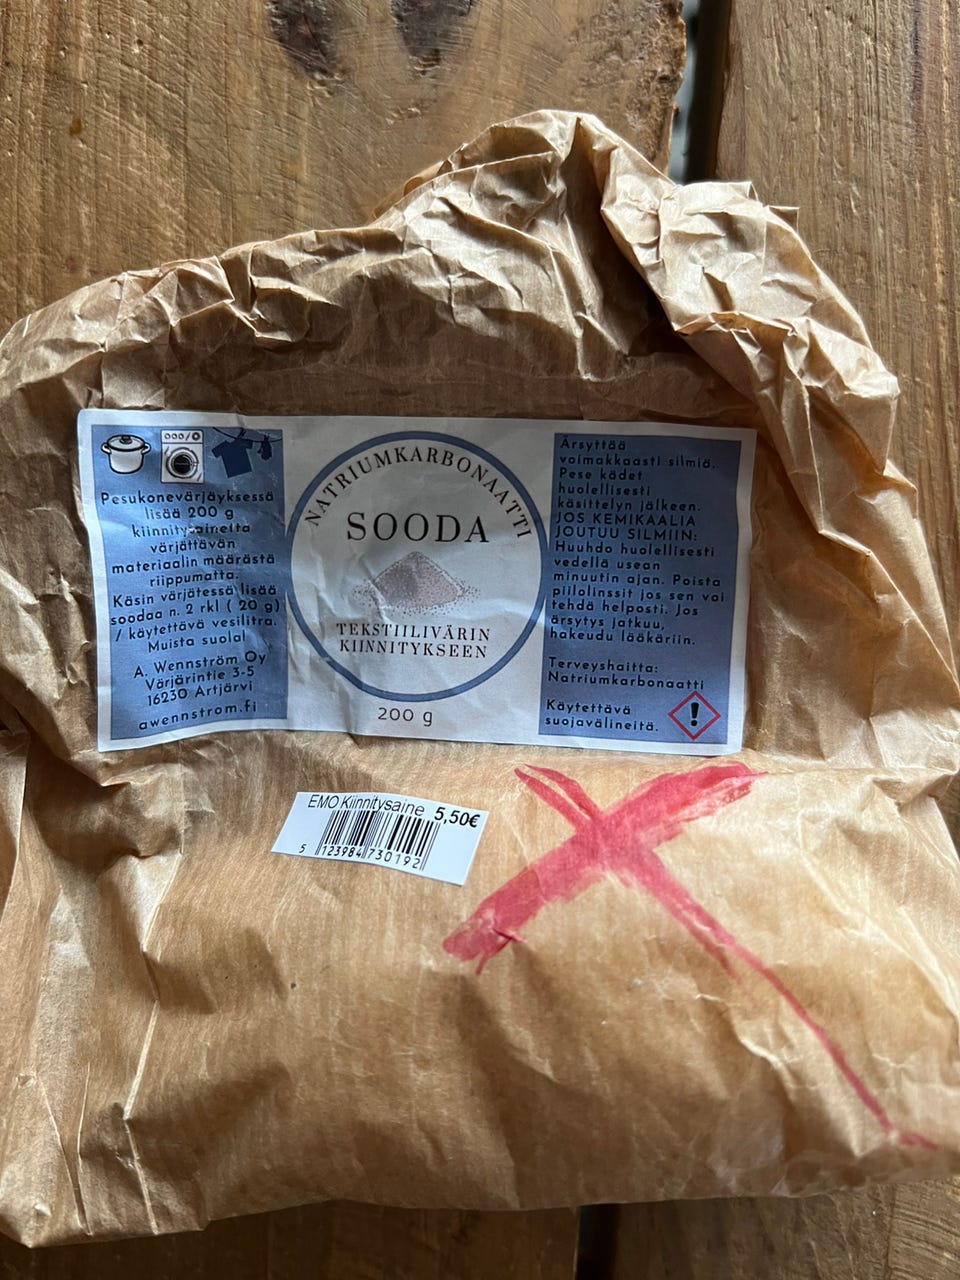 Pesukonevärjäyksessä
lisää 200 g
kiinnitysainetta
värjättävän
materiaalin määrästä
riippumatta.
Käsin värjätessä lisää
soodaa n. 2 rkl ( 20 g)
/ käytettävä vesilitra.
Muista suola!
A. Wennström Oy
Värjärintie 3-5
16230 Artjärvi
awennstrom.fi
NATRIUMKARBONAATTI
SOODA
TEKSTIILIVÄRIN
KIINNITYKSEEN
200 g
Ärsyttää
voimakkaasti silmiä.
Pese kädet
huolellisesti
käsittelyn jälkeen.
JOS KEMIKAALIA
JOUTUU SILMIIN:
Huuhdo huolellisesti
vedellä usean
minuutin ajan. Poista
piilolinssit jos sen voi
tehdä helposti. Jos
ärsytys jatkuu,
hakeudu lääkäriin.
Terveyshaitta:
Natriumkarbonaatti
Käytettävä
suojavälineitä.
EMO Kiinnitysaine 5,50€
5 123984 730192